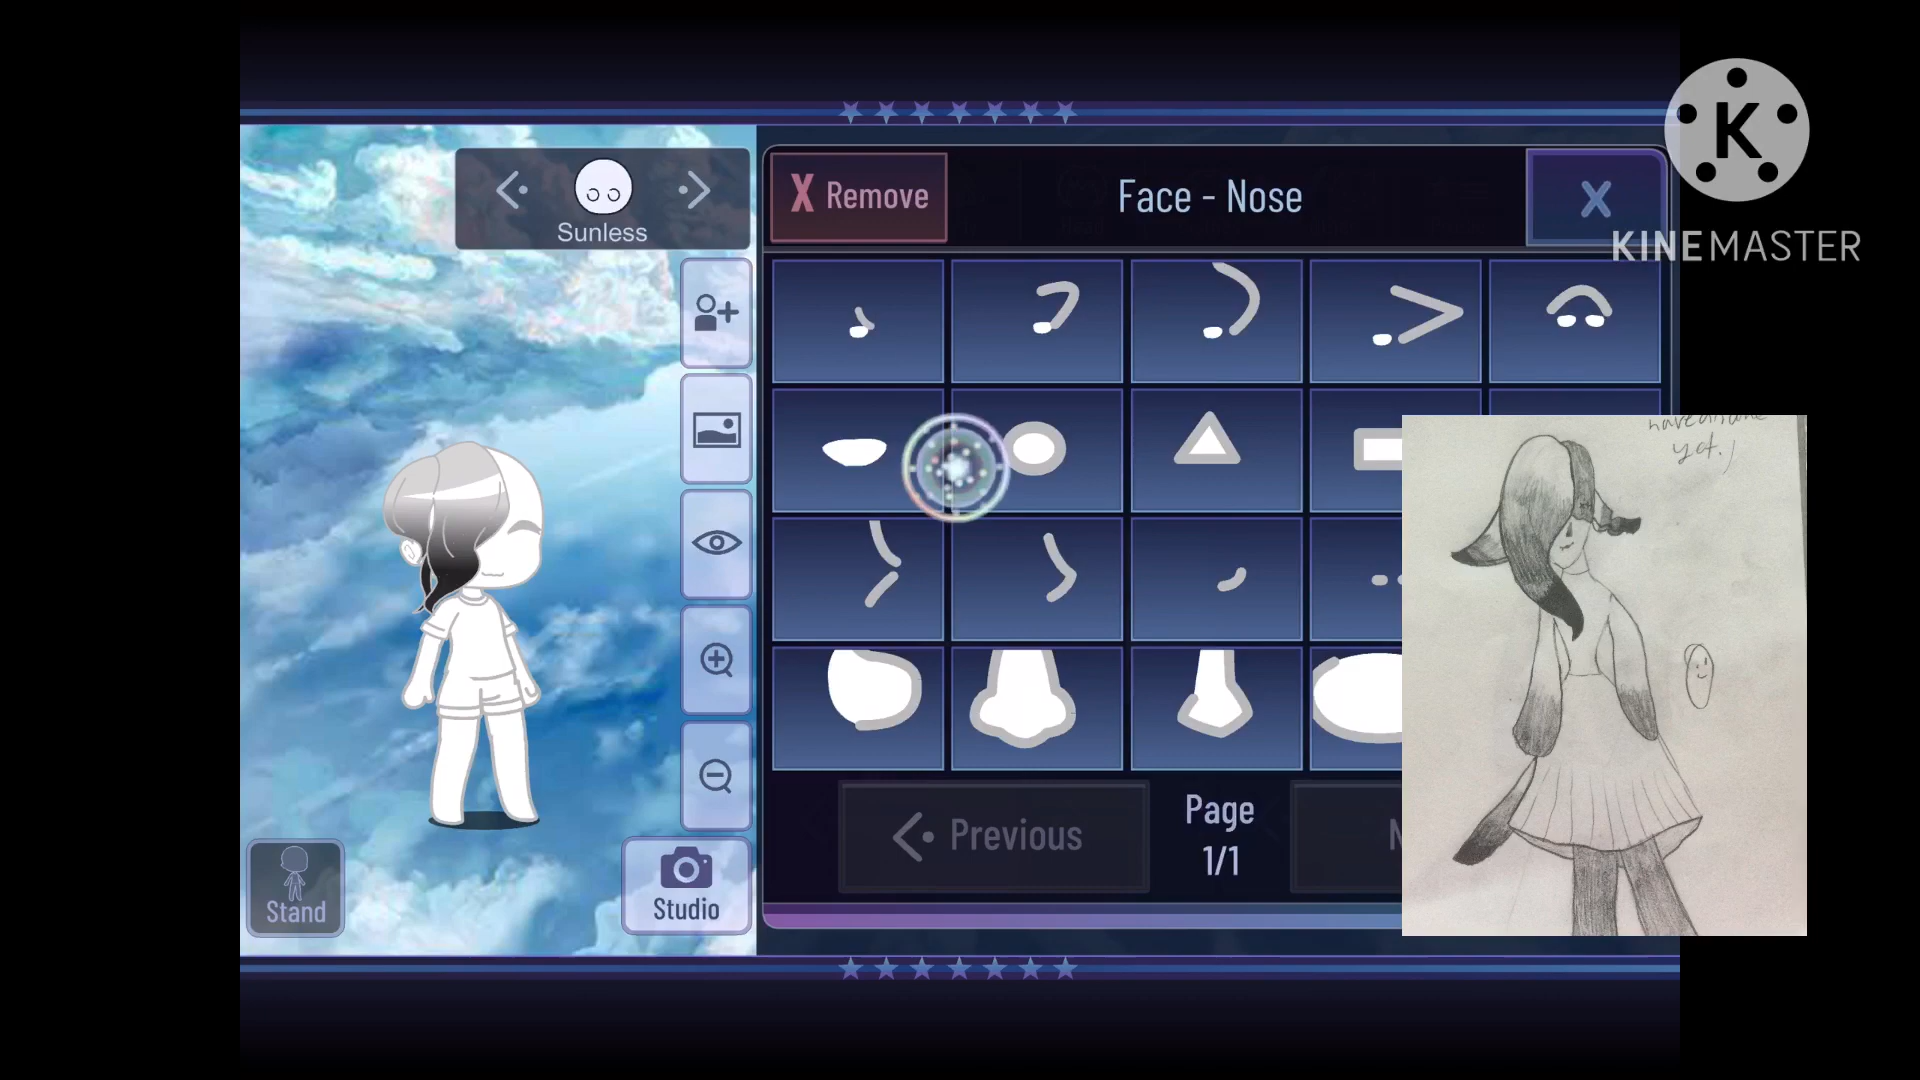 Sunless
X Remove
Face - Nose
X
KINEMASTER
yet.)
Previous
Page
1/1
Stand
Studio